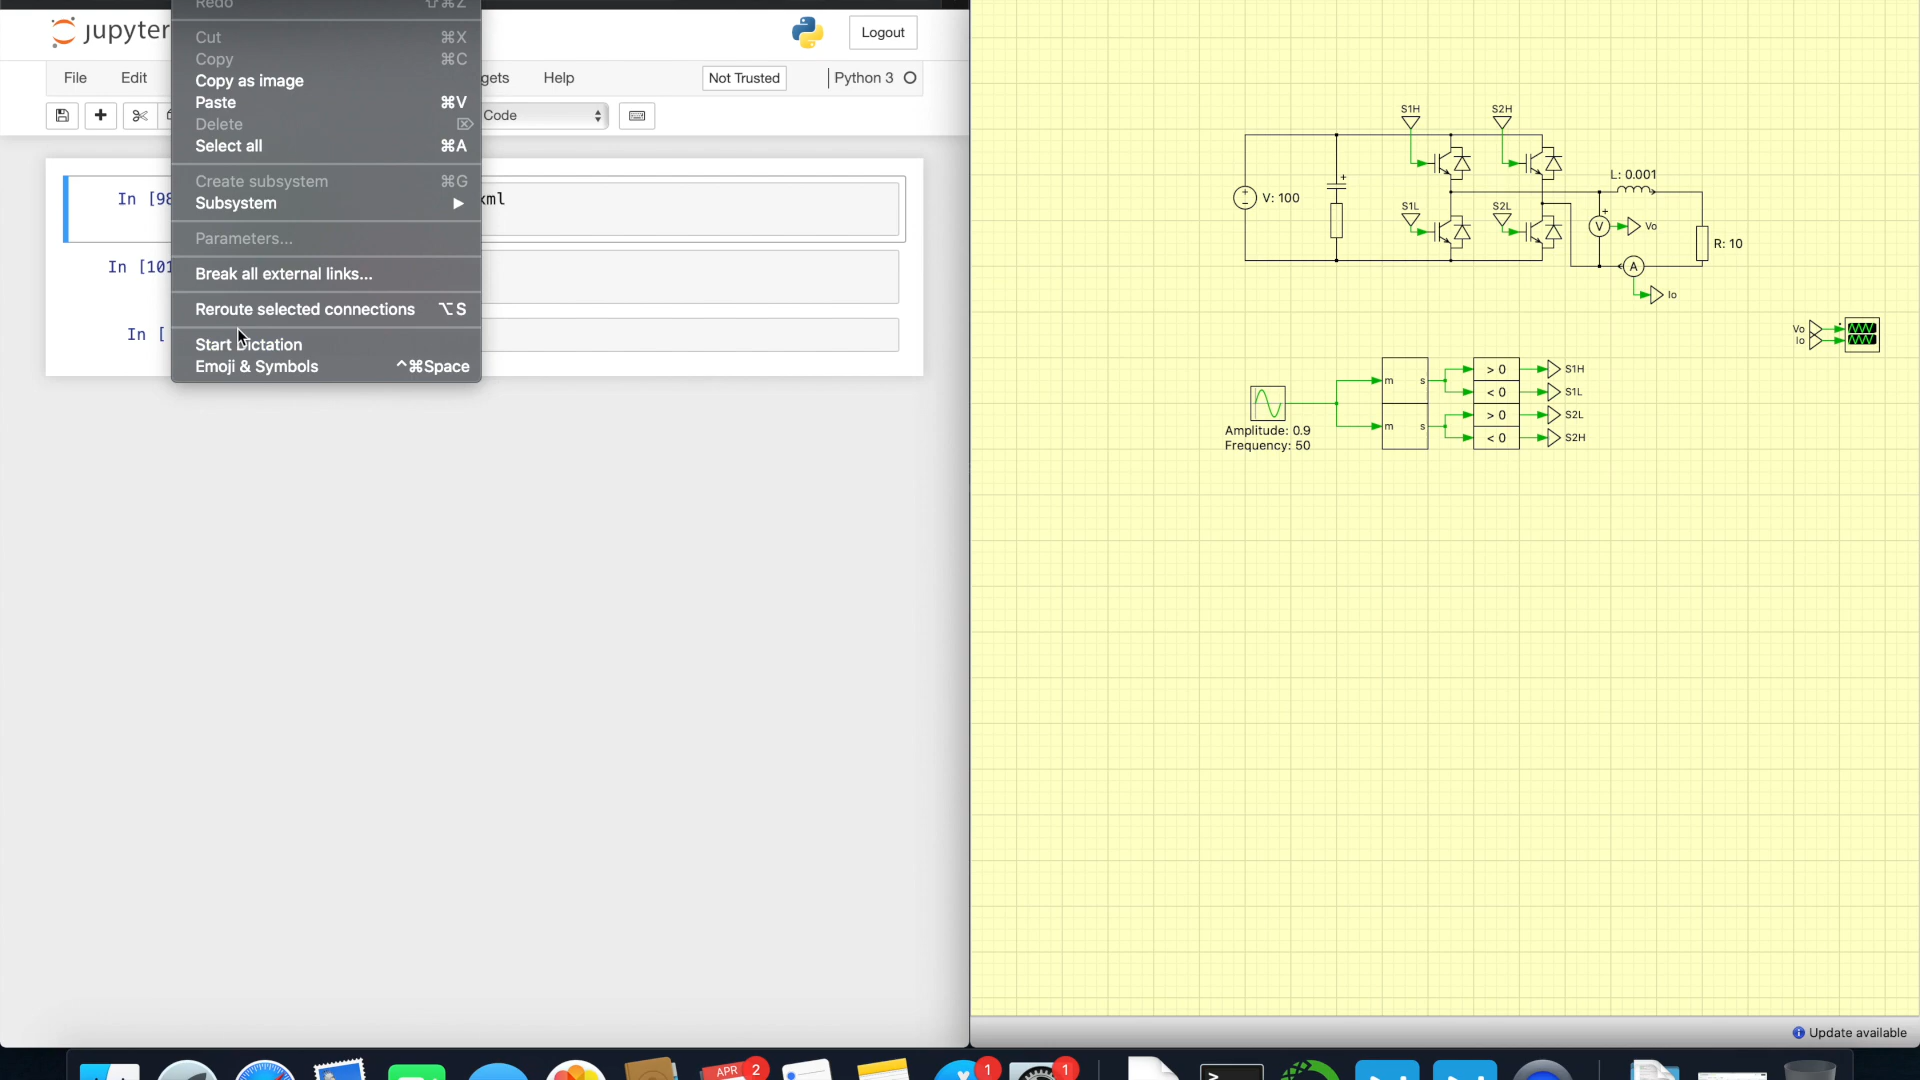 Redo ⇧⌘Z
jupyter
Logout
Cut ⌘X
Copy ⌘C
Copy as image
Paste ⌘V
Delete ⌦
Select all ⌘A
Create subsystem ⌘G
Subsystem ▶
Parameters...
Break all external links...
Reroute selected connections ⌥S
Start Dictation
Emoji & Symbols ^⌘Space
File Edit
gets Help
Not Trusted
Python 3
Code
In [98
xml
In [101
In [
S1H S2H
V: 100
+
L: 0.001
S1L S2L
+
V Vo
R: 10
A
Io
Vo
Io
m s > 0 S1H
< 0 S1L
m s > 0 S2L
< 0 S2H
Amplitude: 0.9
Frequency: 50
Update available
APR 2
1
1